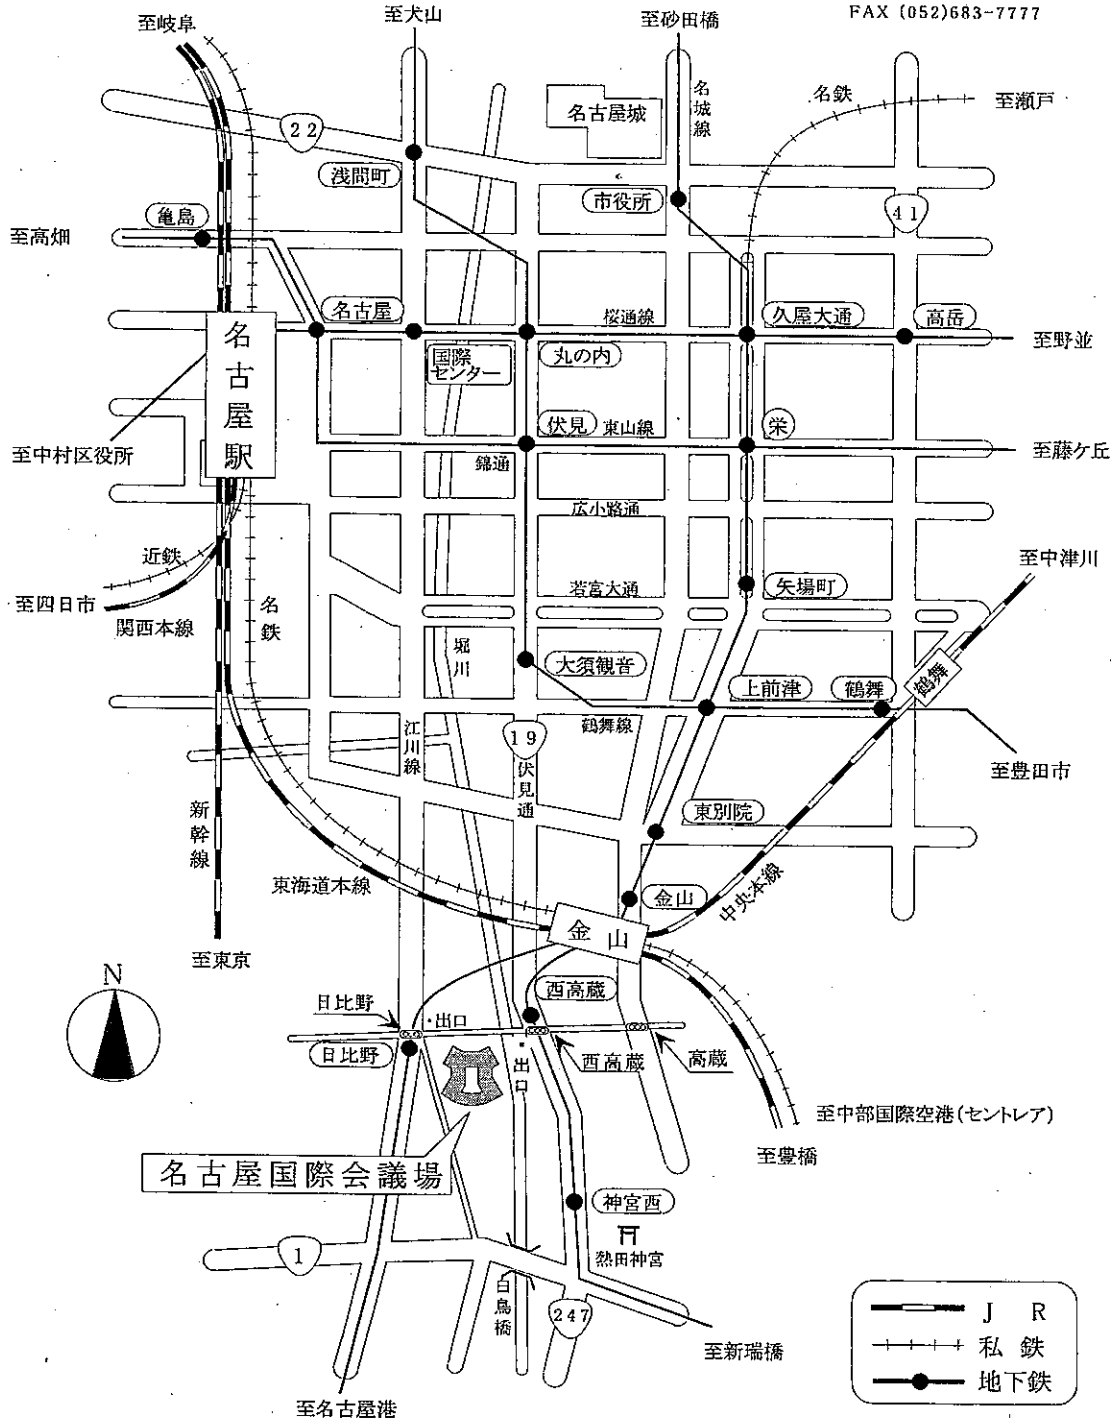 FAX (052)683-7777
至岐阜
至犬山
至砂田橋
名鉄
至瀬戸
名城線
名古屋城
22
浅間町
市役所
41
亀島
至高畑
名古屋
桜通線
久屋大通
高岳
至野並
国際
センター
丸の内
名古屋駅
伏見
東山線
栄
至中村区役所
錦通
至藤ケ丘
広小路通
近鉄
至中津川
若宮大通
矢場町
至四日市
関西本線
名鉄
堀川
大須観音
上前津
鶴舞
鶴舞
江川線
19
鶴舞線
伏見通
至豊田市
新幹線
東別院
東海道本線
金山
中央本線
金山
至東京
N
日比野
・出口
西高蔵
日比野
・出口
西高蔵
高蔵
至中部国際空港(セントレア)
至豊橋
名古屋国際会議場
神宮西
熱田神宮
1
白鳥橋
247
至新瑞橋
至名古屋港
JR
私鉄
地下鉄